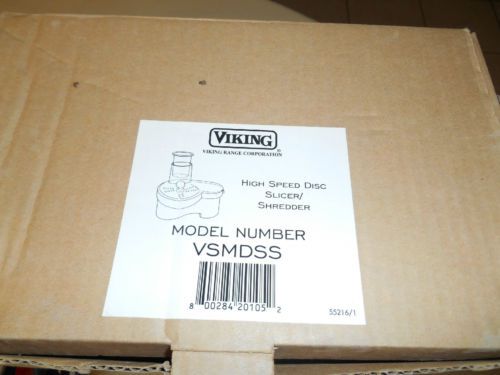 VIKING
®
VIKING RANGE CORPORATION
HIGH SPEED DISC
SLICER/
SHREDDER
MODEL NUMBER
VSMDSS
8 00284 20105 2
55216/1